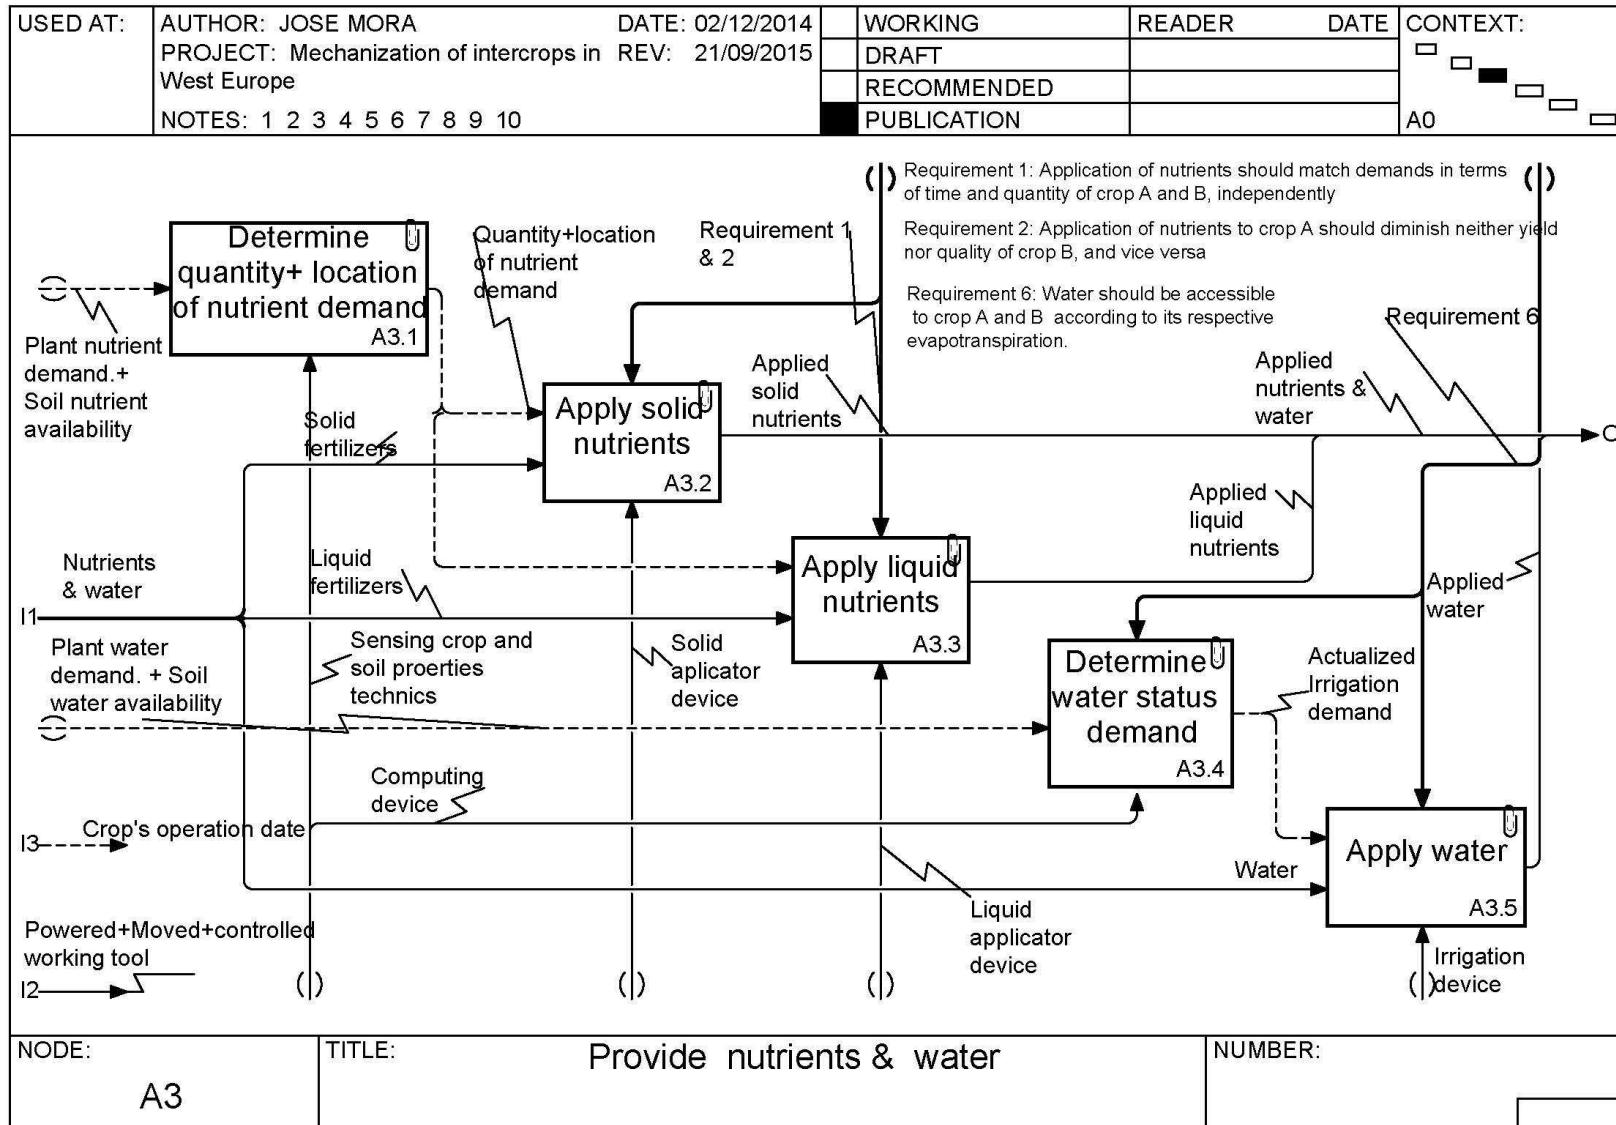 USED AT:
AUTHOR: JOSE MORA
DATE: 02/12/2014
PROJECT: Mechanization of intercrops in
West Europe
REV: 21/09/2015
NOTES: 1 2 3 4 5 6 7 8 9 10
WORKING
DRAFT
RECOMMENDED
PUBLICATION
READER
DATE
CONTEXT:
A0
Requirement 1: Application of nutrients should match demands in terms
of time and quantity of crop A and B, independently
Requirement 2: Application of nutrients to crop A should diminish neither yield
nor quality of crop B, and vice versa
Requirement 6: Water should be accessible
to crop A and B according to its respective
evapotranspiration.
Determine
quantity+ location
of nutrient demand
A3.1
Quantity+location
of nutrient
demand
Requirement 1
& 2
Plant nutrient
demand.+
Soil nutrient
availability
Solid
fertilizers
Apply solid
nutrients
A3.2
Applied
solid
nutrients
Applied
nutrients &
water
Requirement 6
O
Applied
liquid
nutrients
Nutrients
& water
I1
Liquid
fertilizers
Apply liquid
nutrients
A3.3
Applied
water
Plant water
demand. + Soil
water availability
Sensing crop and
soil proerties
technics
Solid
aplicator
device
Determine
water status
demand
A3.4
Actualized
Irrigation
demand
Computing
device
I3
Crop's operation date
Water
Apply water
A3.5
Powered+Moved+controlled
working tool
I2
Liquid
applicator
device
Irrigation
device
NODE:
A3
TITLE:
Provide nutrients & water
NUMBER: